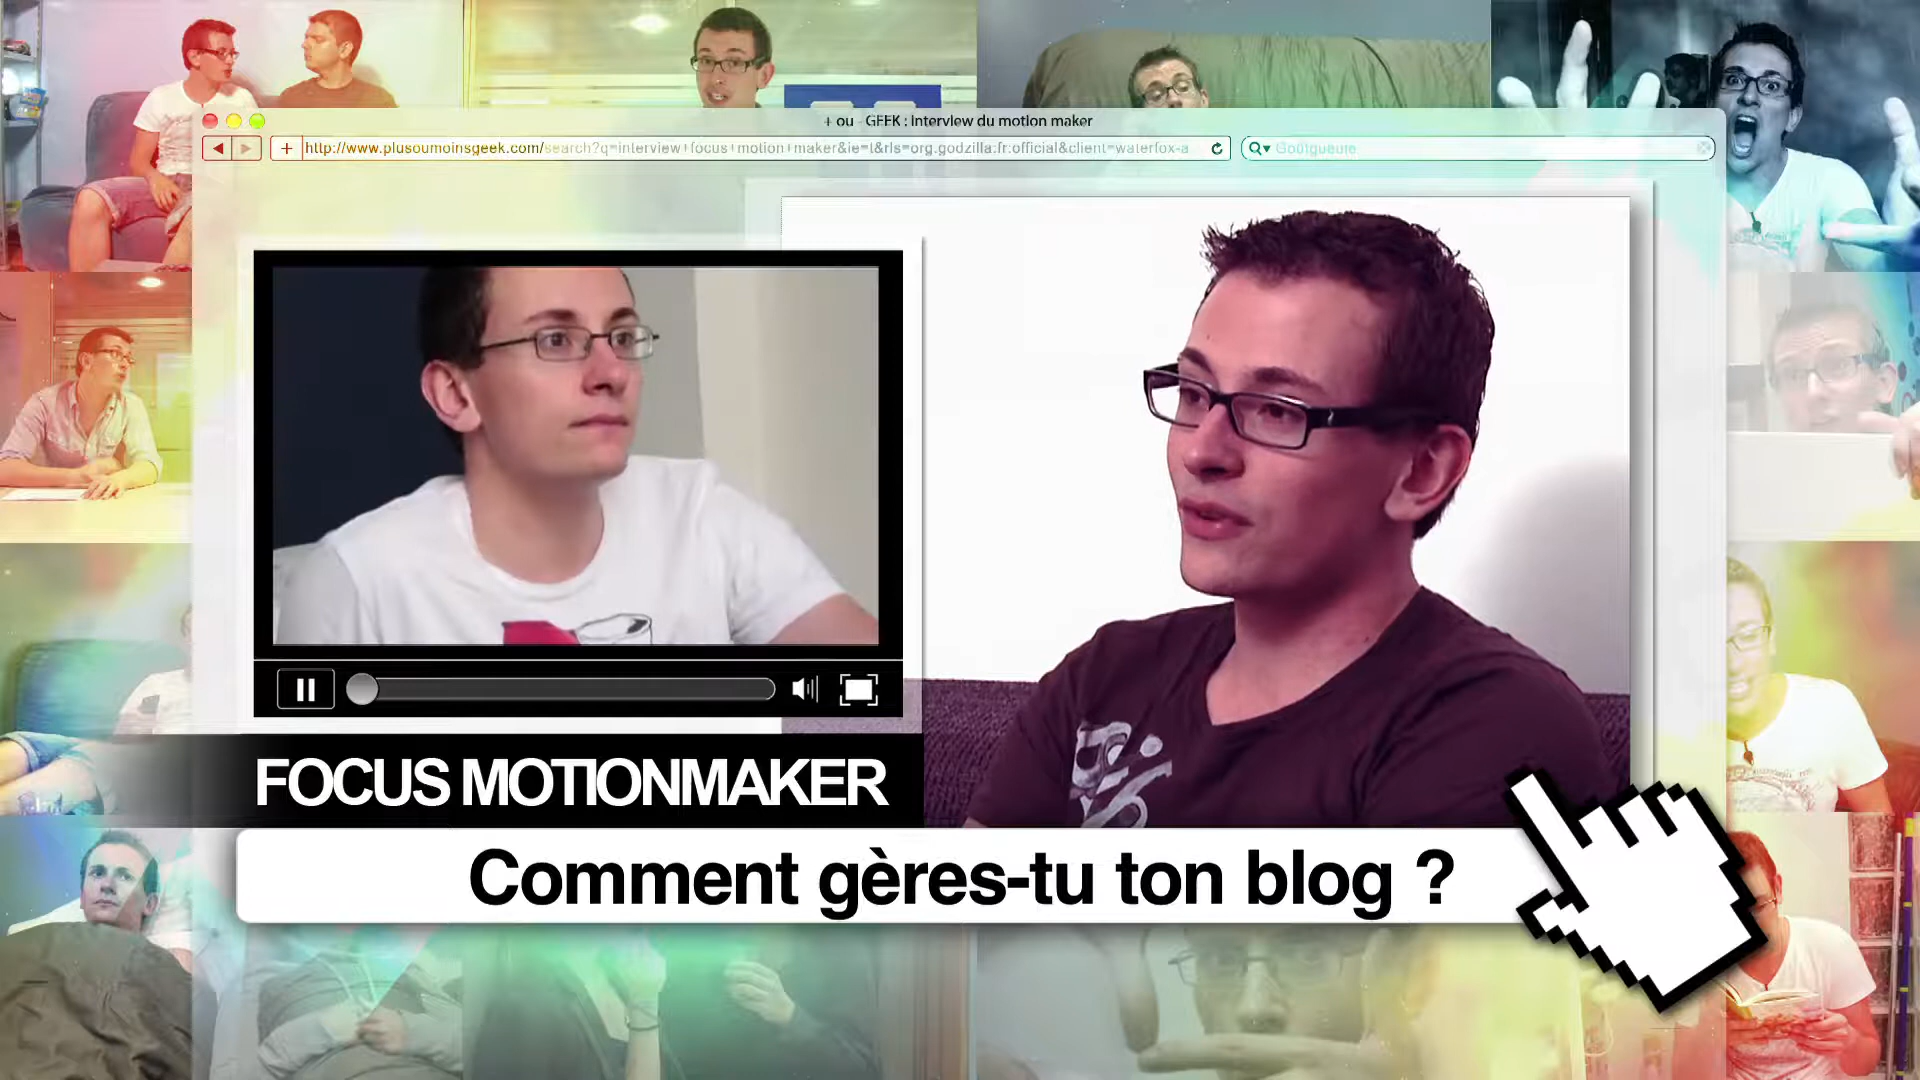 + ou - GEEK : interview du motion maker
http://www.plusoumoinsgeek.com/search?q=interview+focus+motion+maker&ie=t&rls=org.godzilla:fr:official&client=waterfox-a
Goûlgueule
FOCUS MOTIONMAKER
Comment gères-tu ton blog ?